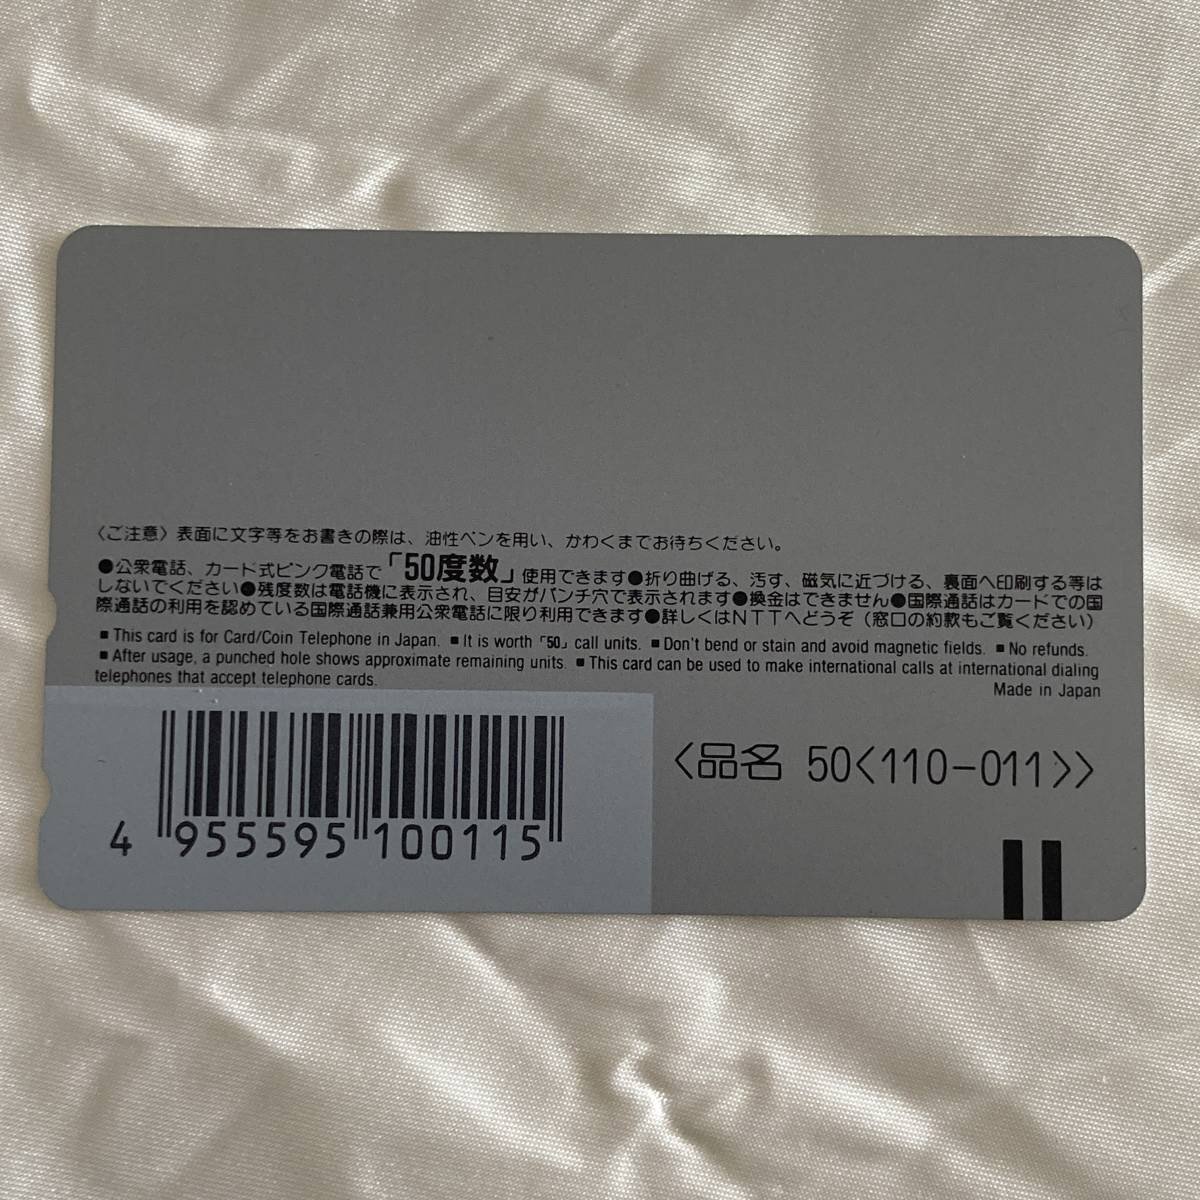 〈ご注意〉表面に文字等をお書きの際は、油性ペンを用い、かわくまでお待ちください。
●公衆電話、カード式ピンク電話で「50度数」使用できます●折り曲げる、汚す、磁気に近づける、裏面へ印刷する等は
しないでください●残度数は電話機に表示され、目安がパンチ穴で表示されます●換金はできません●国際通話はカードでの国
際通話の利用を認めている国際通話兼用公衆電話に限り利用できます●詳しくはNTTへどうぞ（窓口の約款もご覧ください）
■ This card is for Card/Coin Telephone in Japan. ■ It is worth「50」call units. ■ Don't bend or stain and avoid magnetic fields. ■ No refunds.
■ After usage, a punched hole shows approximate remaining units. ■ This card can be used to make international calls at international dialing
telephones that accept telephone cards.
Made in Japan
〈品名 50〈110-011〉〉
4 955595 100115